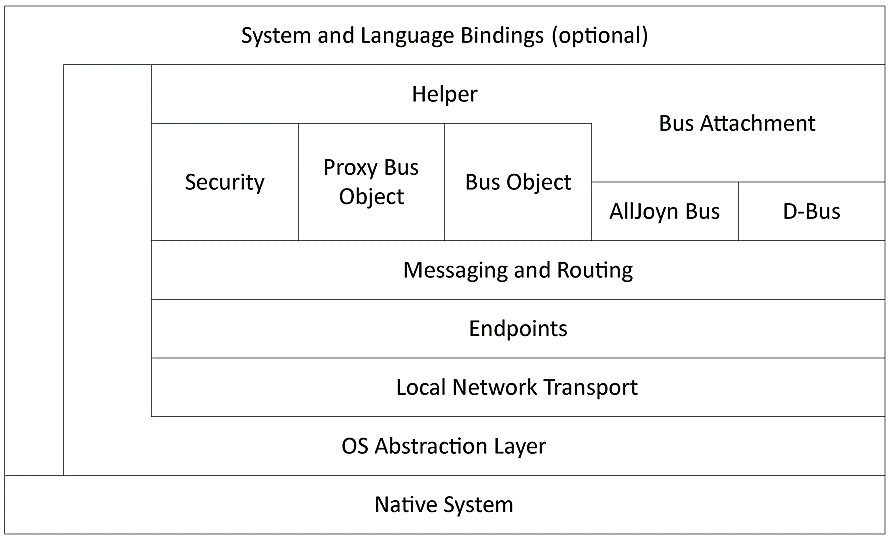 System and Language Bindings (optional)
Helper
Bus Attachment
Security
Proxy Bus
Object
Bus Object
AllJoyn Bus
D-Bus
Messaging and Routing
Endpoints
Local Network Transport
OS Abstraction Layer
Native System